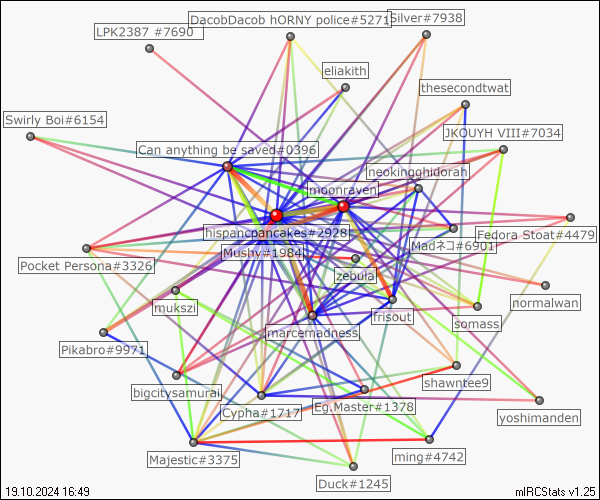 LPK2387 #7690
DacobDacob hORNY police#5271
Silver#7938
eliakith
thesecondtwat
Swirly Boi#6154
JKOUYH VIII#7034
Can anything be saved#0396
neokingghidorah
moonraven
hispancpancakes#2928
Fedora Stoat#4479
Madネコ#6901
Mushy#1984
Pocket Persona#3326
zebula
normalwan
mukszi
frisout
somass
marcemadness
Pikabro#9971
shawntee9
bigcitysamurai
Eg.Master#1378
Cypha#1717
yoshimanden
Majestic#3375
ming#4742
Duck#1245
19.10.2024 16:49
mIRCStats v1.25